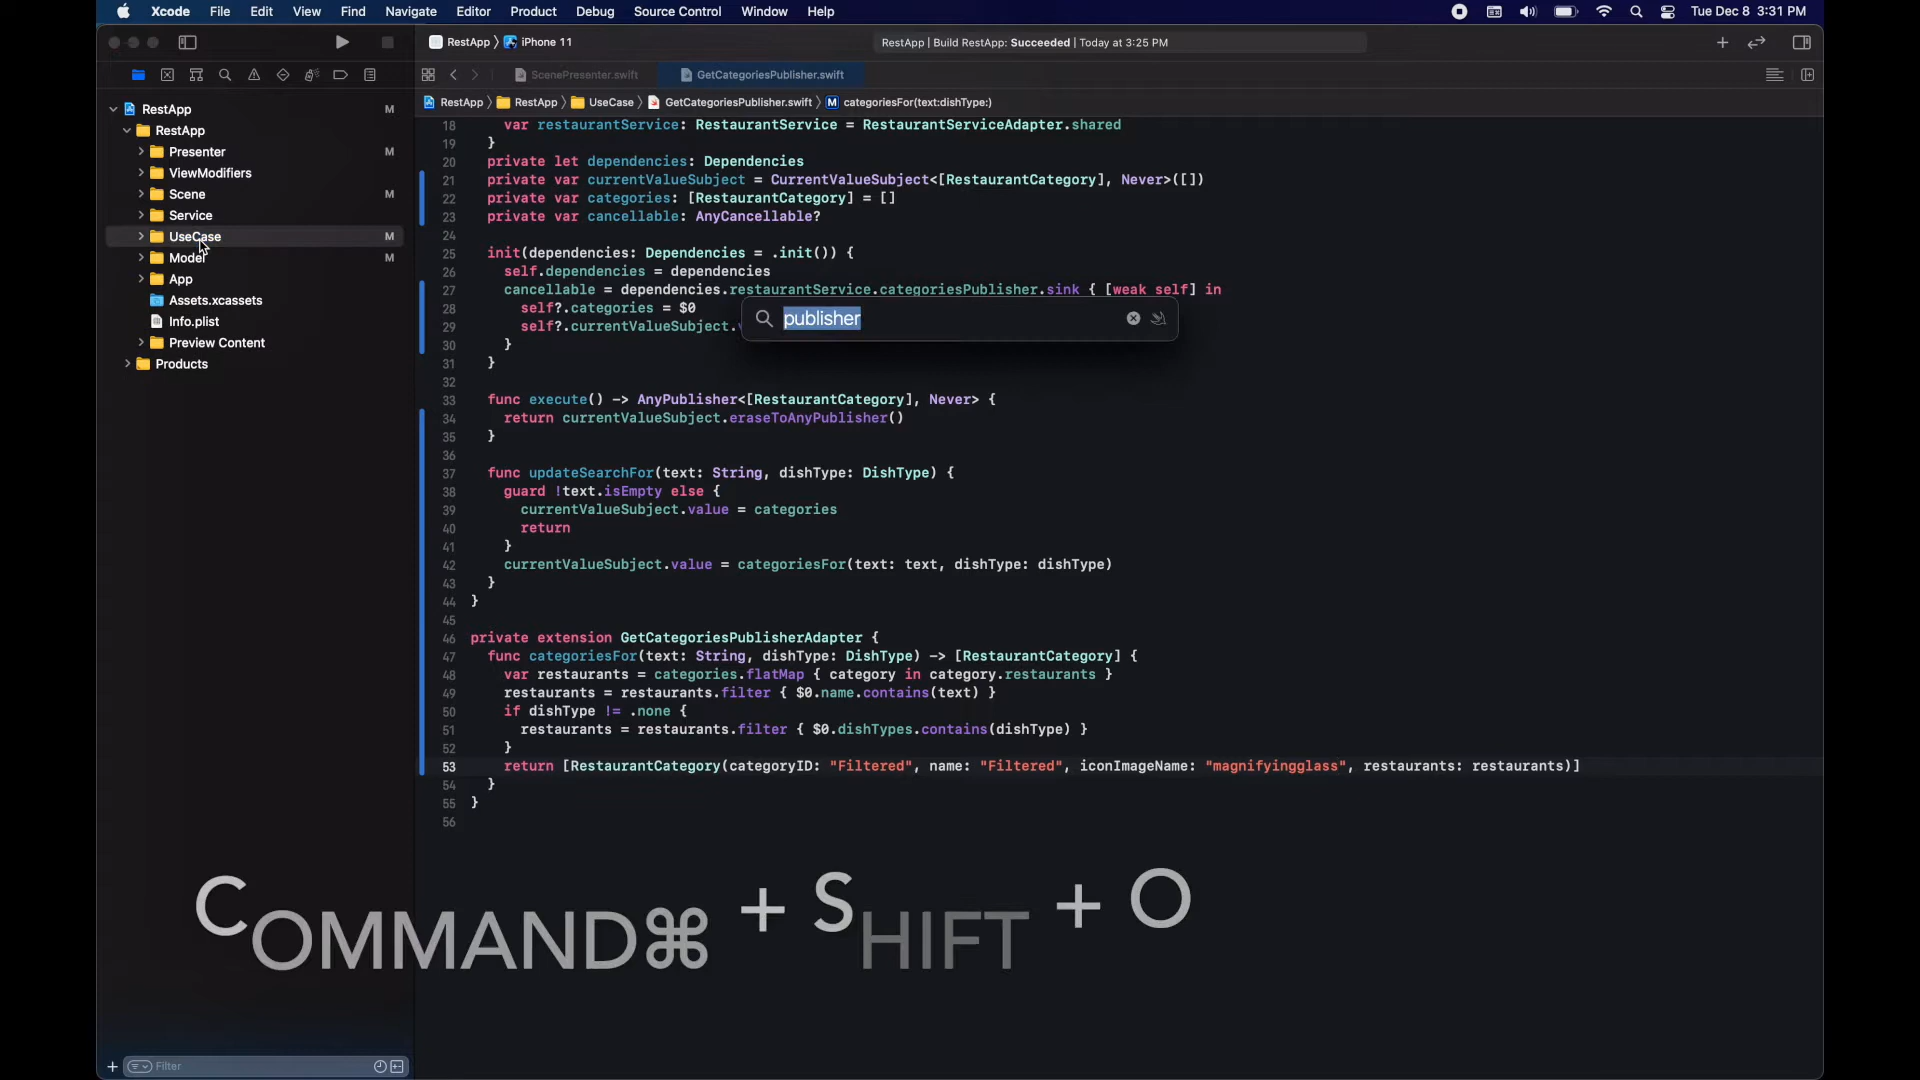 Xcode File Edit View Find Navigate Editor Product Debug Source Control Window Help Tue Dec 8 3:31 PM
RestApp iPhone 11
RestApp | Build RestApp: Succeeded | Today at 3:25 PM
ScenePresenter.swift GetCategoriesPublisher.swift
RestApp RestApp UseCase GetCategoriesPublisher.swift M categoriesFor(text:dishType:)
RestApp M
RestApp
Presenter M
ViewModifiers
Scene M
Service
UseCase M
Model M
App
Assets.xcassets
Info.plist
Preview Content
Products
18 var restaurantService: RestaurantService = RestaurantServiceAdapter.shared
19 }
20 private let dependencies: Dependencies
21 private var currentValueSubject = CurrentValueSubject<[RestaurantCategory], Never>([])
22 private var categories: [RestaurantCategory] = []
23 private var cancellable: AnyCancellable?
24
25 init(dependencies: Dependencies = .init()) {
26 self.dependencies = dependencies
27 cancellable = dependencies.restaurantService.categoriesPublisher.sink { [weak self] in
28 self?.categories = $0
29 self?.currentValueSubject.
30 }
31 }
32
33 func execute() -> AnyPublisher<[RestaurantCategory], Never> {
34 return currentValueSubject.eraseToAnyPublisher()
35 }
36
37 func updateSearchFor(text: String, dishType: DishType) {
38 guard !text.isEmpty else {
39 currentValueSubject.value = categories
40 return
41 }
42 currentValueSubject.value = categoriesFor(text: text, dishType: dishType)
43 }
44 }
45
46 private extension GetCategoriesPublisherAdapter {
47 func categoriesFor(text: String, dishType: DishType) -> [RestaurantCategory] {
48 var restaurants = categories.flatMap { category in category.restaurants }
49 restaurants = restaurants.filter { $0.name.contains(text) }
50 if dishType != .none {
51 restaurants = restaurants.filter { $0.dishTypes.contains(dishType) }
52 }
53 return [RestaurantCategory(categoryID: "Filtered", name: "Filtered", iconImageName: "magnifyingglass", restaurants: restaurants)]
54 }
55 }
56
publisher
COMMAND⌘ + SHIFT + O
Filter